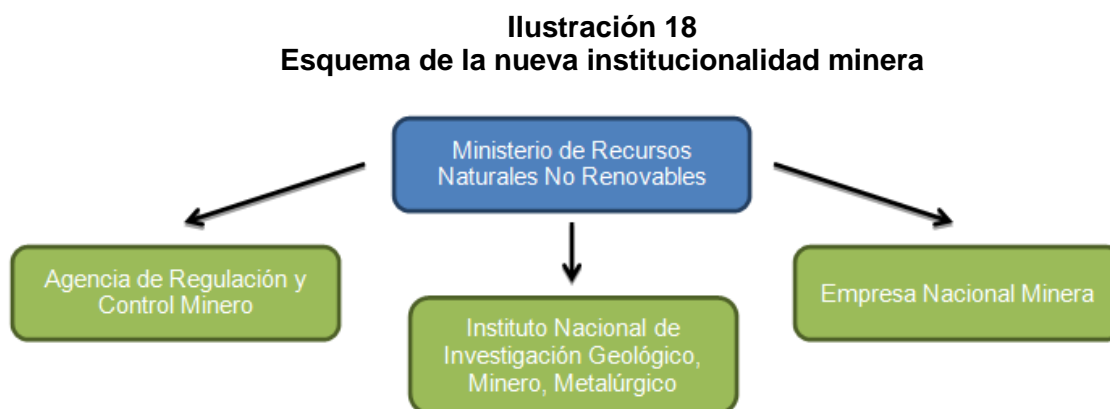 Ilustración 18
Esquema de la nueva institucionalidad minera
Ministerio de Recursos
Naturales No Renovables
Agencia de Regulación y
Control Minero
Instituto Nacional de
Investigación Geológico,
Minero, Metalúrgico
Empresa Nacional Minera